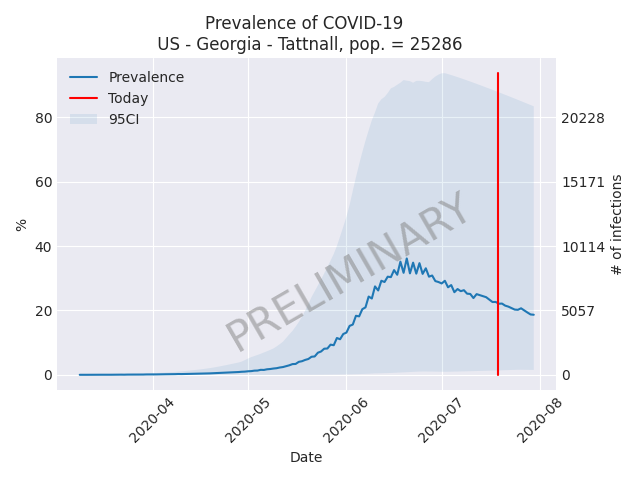 Prevalence of COVID-19
US - Georgia - Tattnall, pop. = 25286
Prevalence
Today
95CI
PRELIMINARY
%
80
60
40
20
0
20228
15171
10114
5057
0
# of infections
2020-04
2020-05
2020-06
2020-07
2020-08
Date